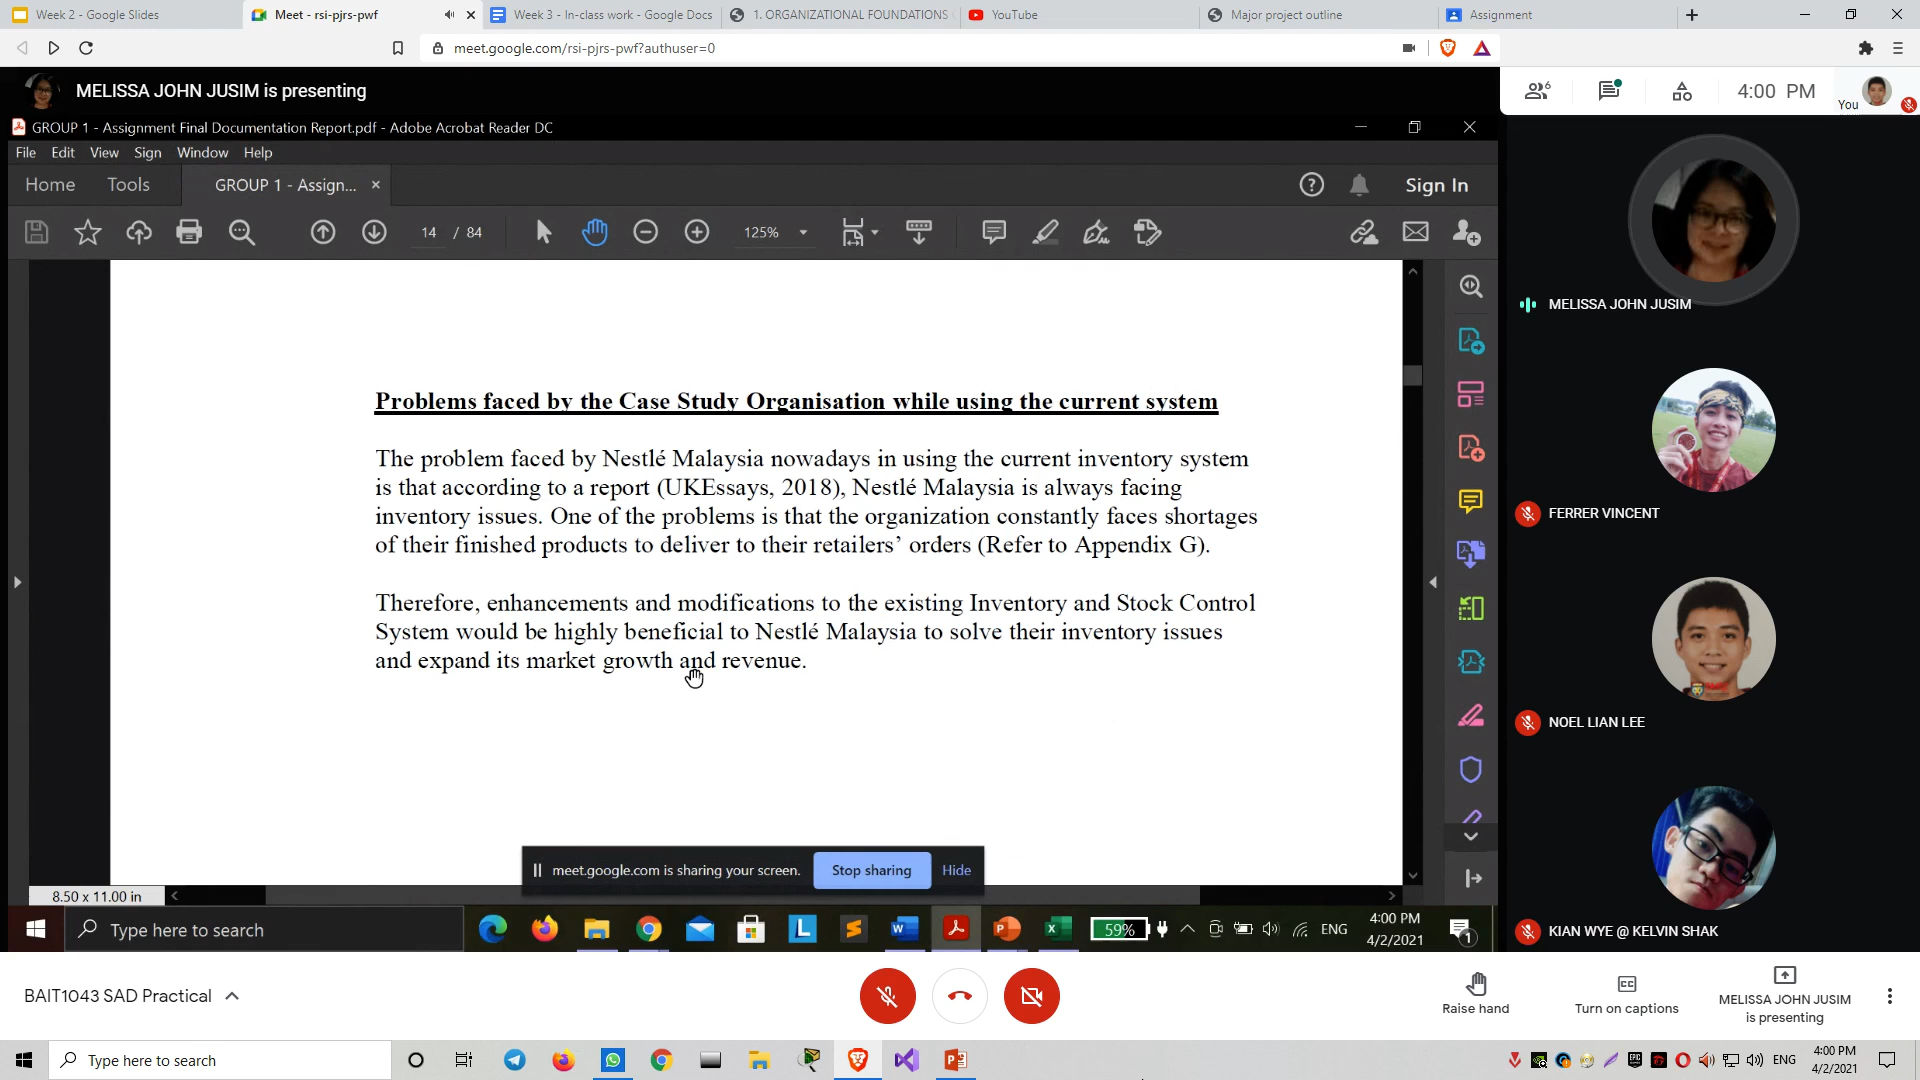 Week 2 - Google Slides
Meet - rsi-pjrs-pwf
Week 3 - In-class work - Google Docs
1. ORGANIZATIONAL FOUNDATIONS
YouTube
Major project outline
Assignment
meet.google.com/rsi-pjrs-pwf?authuser=0
MELISSA JOHN JUSIM is presenting
6
4:00 PM
You
GROUP 1 - Assignment Final Documentation Report.pdf - Adobe Acrobat Reader DC
File Edit View Sign Window Help
Home Tools GROUP 1 - Assign... Sign In
14 / 84 125%
Problems faced by the Case Study Organisation while using the current system
The problem faced by Nestlé Malaysia nowadays in using the current inventory system
is that according to a report (UKEssays, 2018), Nestlé Malaysia is always facing
inventory issues. One of the problems is that the organization constantly faces shortages
of their finished products to deliver to their retailers’ orders (Refer to Appendix G).
Therefore, enhancements and modifications to the existing Inventory and Stock Control
System would be highly beneficial to Nestlé Malaysia to solve their inventory issues
and expand its market growth and revenue.
MELISSA JOHN JUSIM
FERRER VINCENT
NOEL LIAN LEE
KIAN WYE @ KELVIN SHAK
meet.google.com is sharing your screen. Stop sharing Hide
8.50 x 11.00 in
Type here to search
59%
ENG
4:00 PM
4/2/2021
1
BAIT1043 SAD Practical
Raise hand
Turn on captions
MELISSA JOHN JUSIM
is presenting
Type here to search
ENG
4:00 PM
4/2/2021